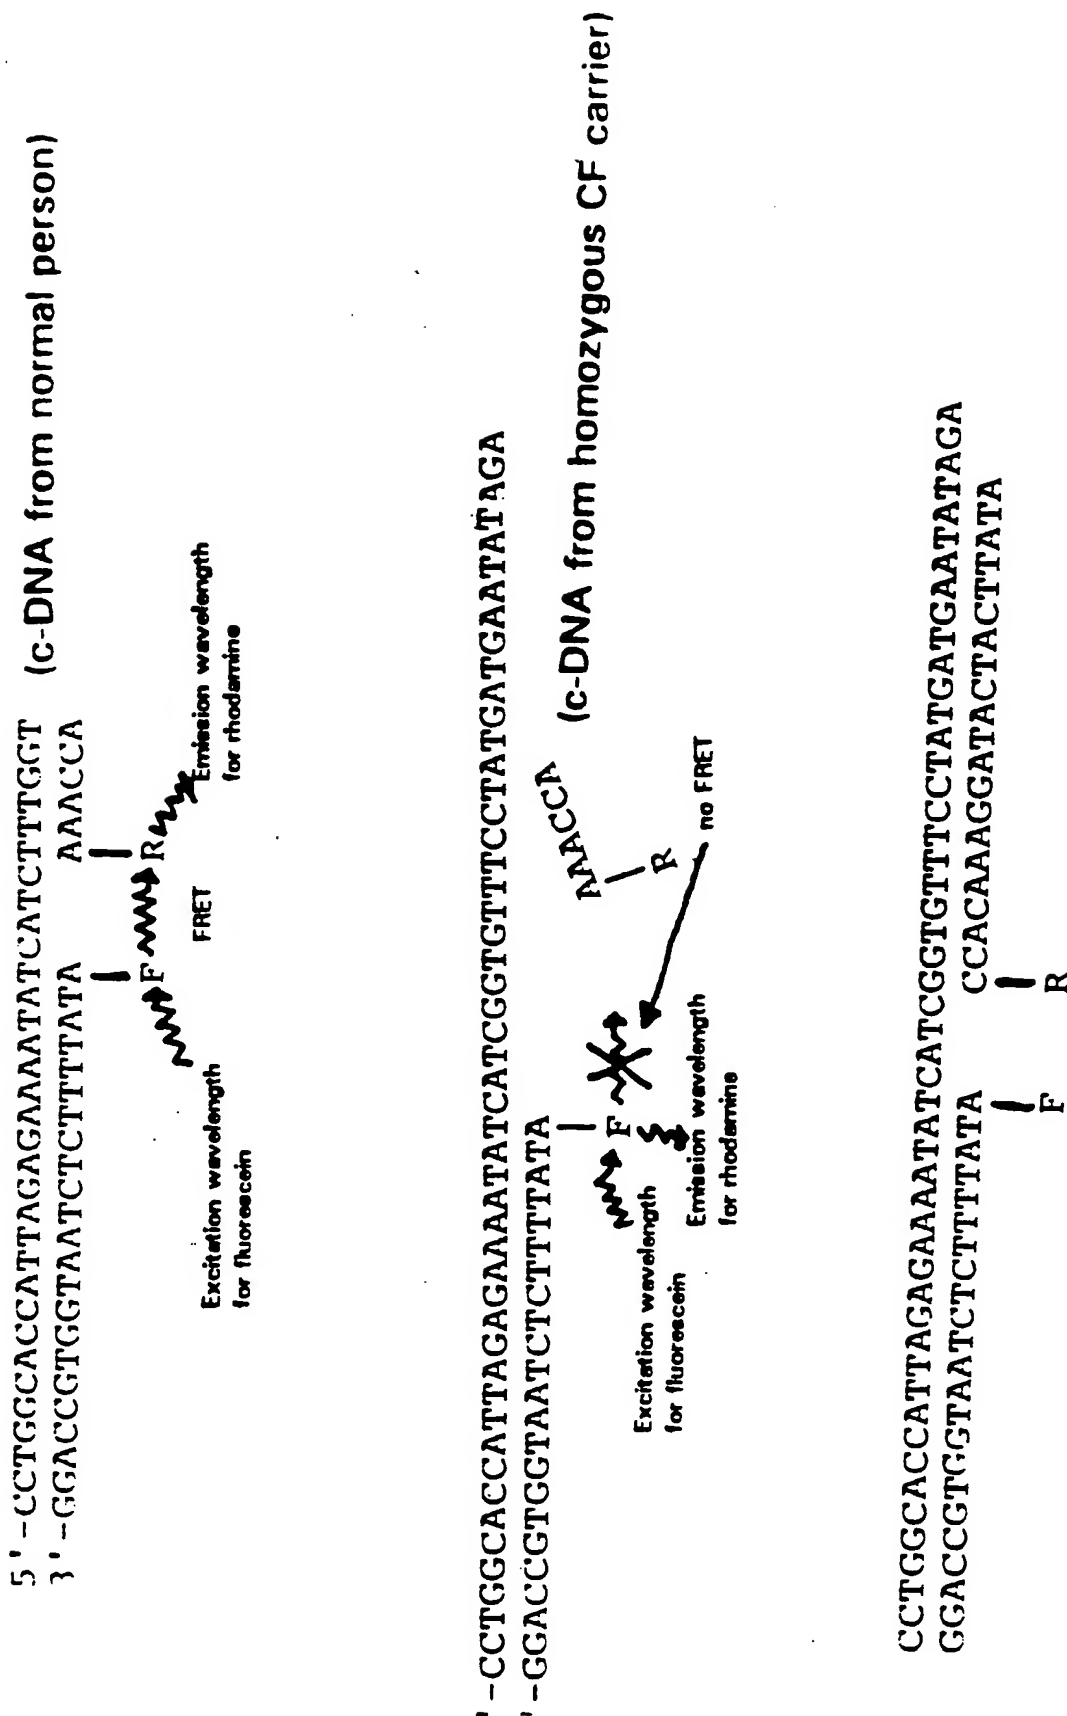 5'-CCTGGCACCATTAGAGAAAATATCATCTTTGGT (c-DNA from normal person)
3'-GGACCGTGGTAATCTCTTTTATA AAACCA
F R
FRET
Excitation wavelength
for fluorescein
Emission wavelength
for rhodamine
'-CCTGGCACCATTAGAGAAAATATCATCGGTGTTTCCTATGATGAATATAGA
'-GGACCGTGGTAATCTCTTTTATA AAACCA
(c-DNA from homozygous CF carrier)
F R
no FRET
Excitation wavelength
for fluorescein
Emission wavelength
for rhodamine
CCTGGCACCATTAGAGAAAATATCATCGGTGTTTCCTATGATGAATATAGA
GGACCGTGGTAATCTCTTTTATA CCACAAAGGATACTACTTATA
F R